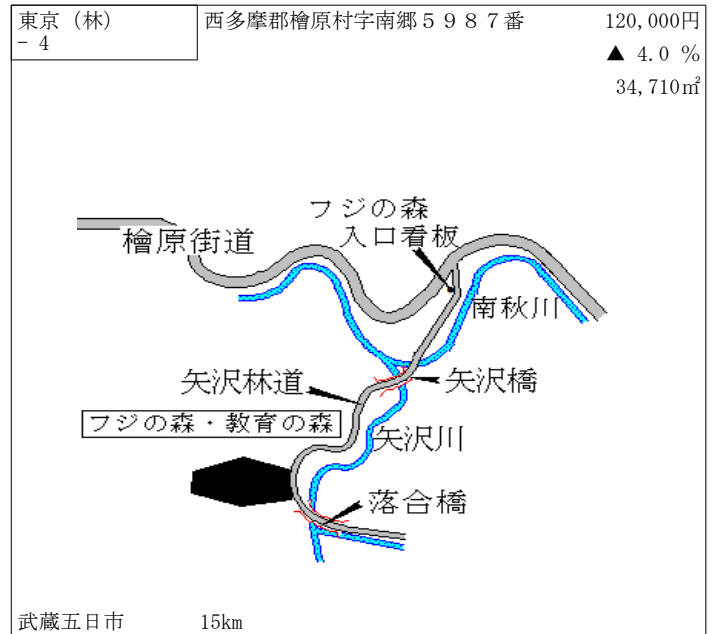 東京（林）
－４
西多摩郡檜原村字南郷５９８７番
120,000円
▲ 4.0 %
34,710㎡
フジの森
入口看板
檜原街道
南秋川
矢沢林道
矢沢橋
フジの森・教育の森
矢沢川
落合橋
武蔵五日市 15km